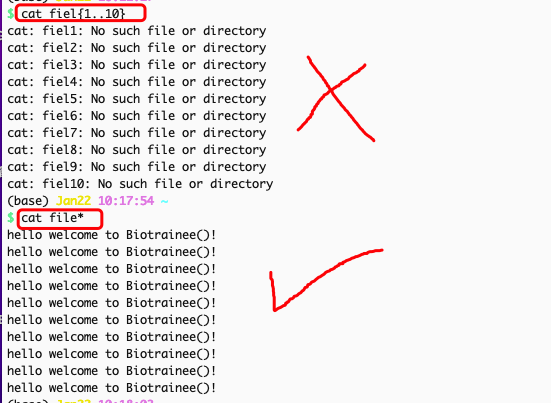 $ cat fiel{1..10}
cat: fiel1: No such file or directory
cat: fiel2: No such file or directory
cat: fiel3: No such file or directory
cat: fiel4: No such file or directory
cat: fiel5: No such file or directory
cat: fiel6: No such file or directory
cat: fiel7: No such file or directory
cat: fiel8: No such file or directory
cat: fiel9: No such file or directory
cat: fiel10: No such file or directory
(base) Jan22 10:17:54 ~
$ cat file*
hello welcome to Biotrainee()!
hello welcome to Biotrainee()!
hello welcome to Biotrainee()!
hello welcome to Biotrainee()!
hello welcome to Biotrainee()!
hello welcome to Biotrainee()!
hello welcome to Biotrainee()!
hello welcome to Biotrainee()!
hello welcome to Biotrainee()!
hello welcome to Biotrainee()!
(base) Jan22 10:18:03